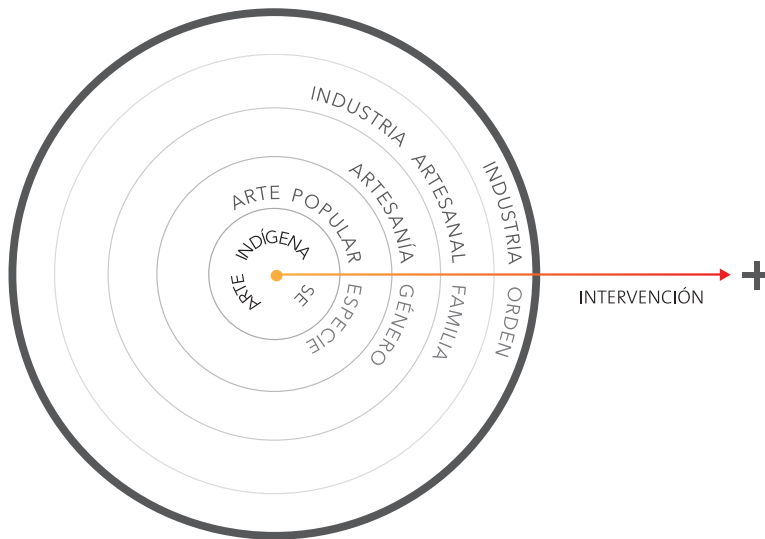 INDUSTRIA ARTESANAL
INDUSTRIA
ARTESANÍA
ARTE POPULAR
ARTE INDÍGENA
SE
ESPECIE
GÉNERO
FAMILIA
ORDEN
INTERVENCIÓN
+